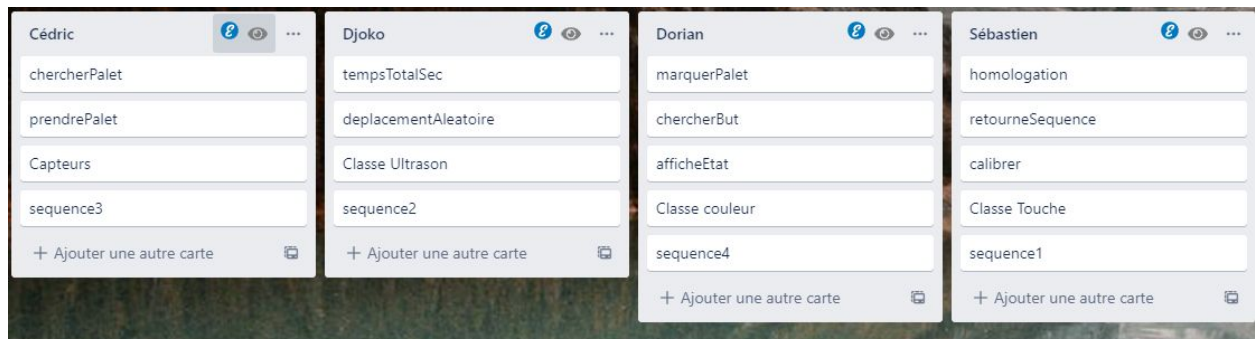 Cédric
chercherPalet
prendrePalet
Capteurs
sequence3
+ Ajouter une autre carte
Djoko
tempsTotalSec
deplacementAleatoire
Classe Ultrason
sequence2
+ Ajouter une autre carte
Dorian
marquerPalet
chercherBut
afficheEtat
Classe couleur
sequence4
+ Ajouter une autre carte
Sébastien
homologation
retourneSequence
calibrer
Classe Touche
sequence1
+ Ajouter une autre carte